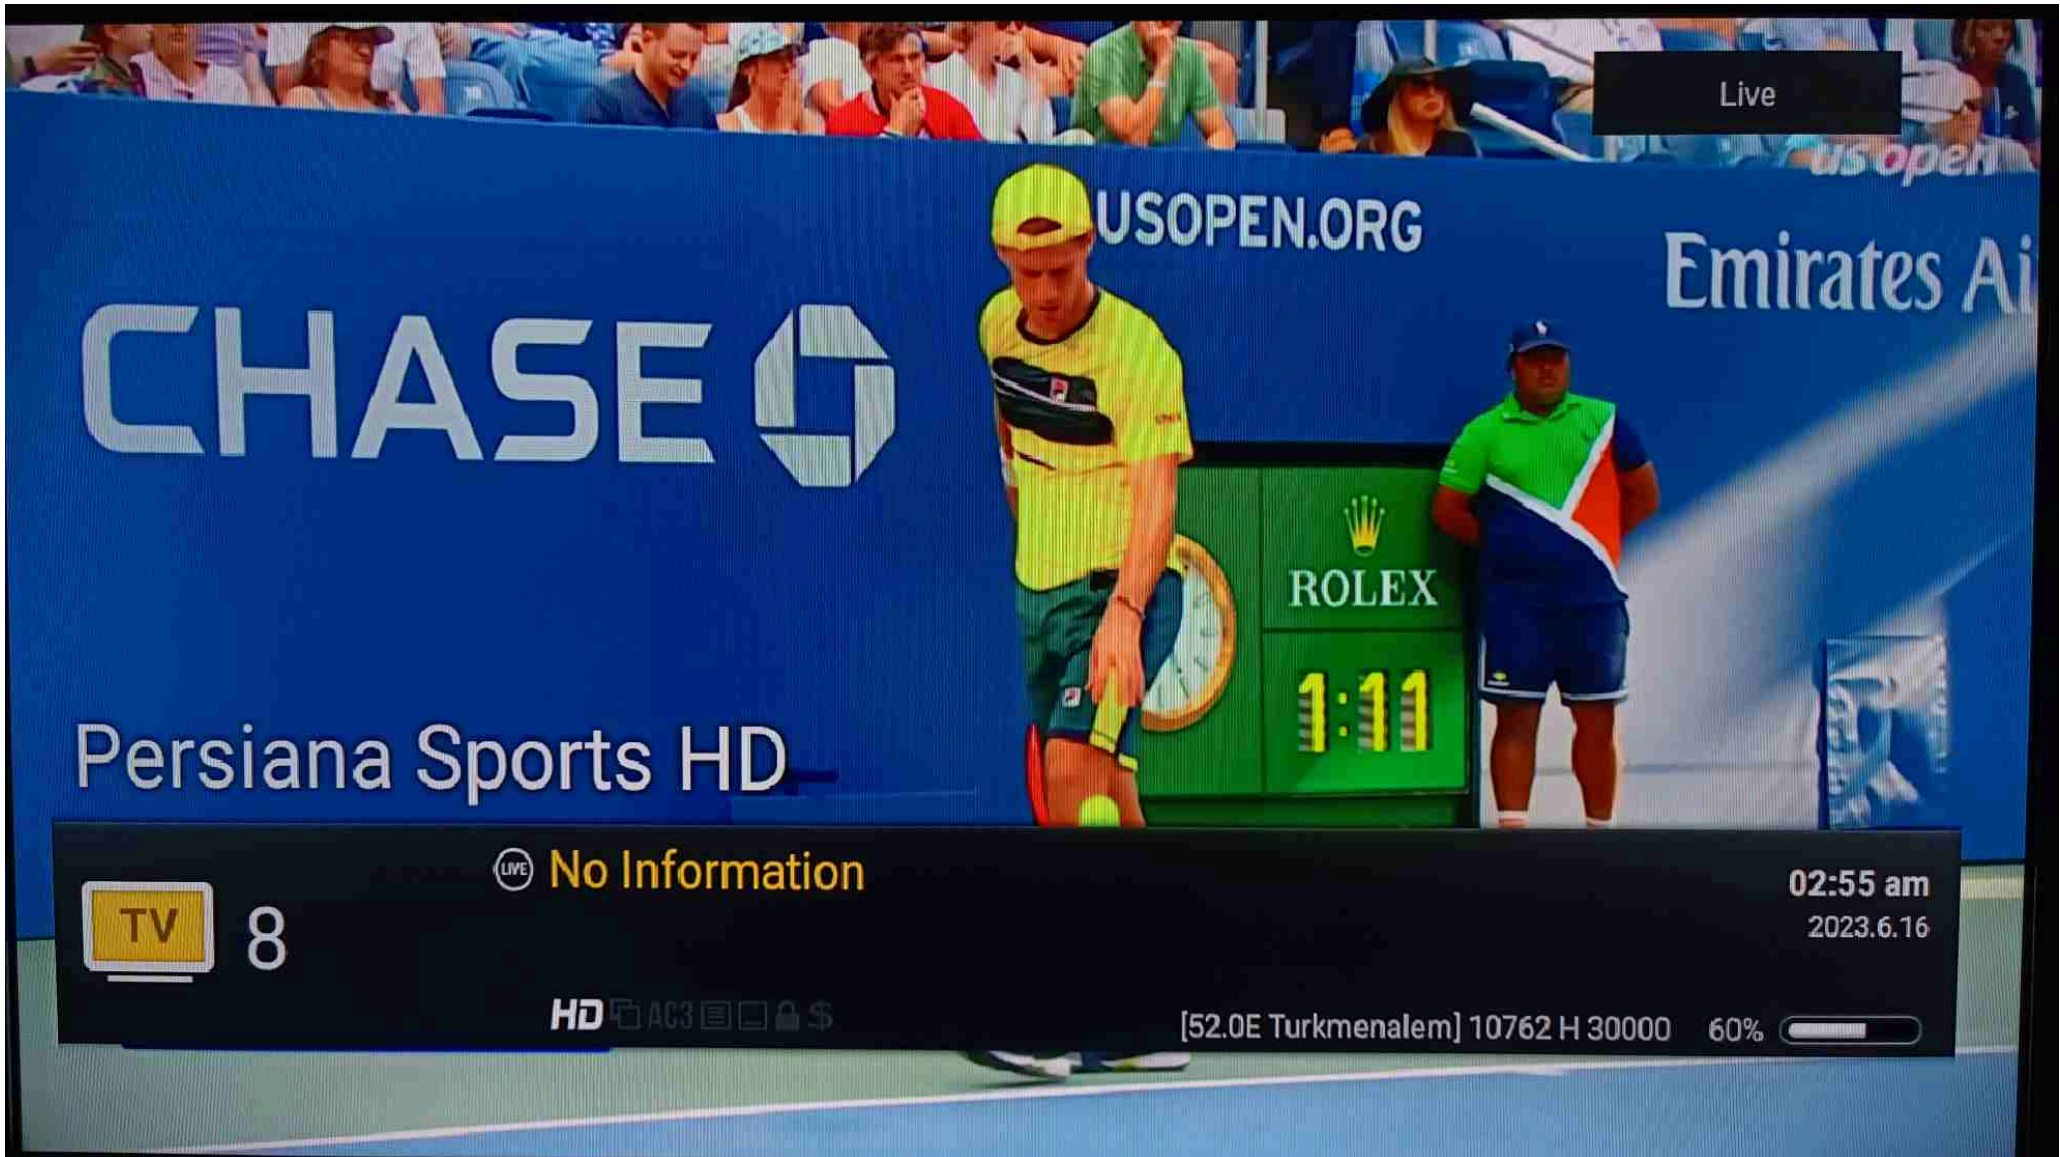 Live
us open
USOPEN.ORG
Emirates Ai
CHASE
ROLEX
1:11
Persiana Sports HD
LIVE No Information
TV 8
02:55 am
2023.6.16
HD AC3 $
[52.0E Turkmenalem] 10762 H 30000 60%